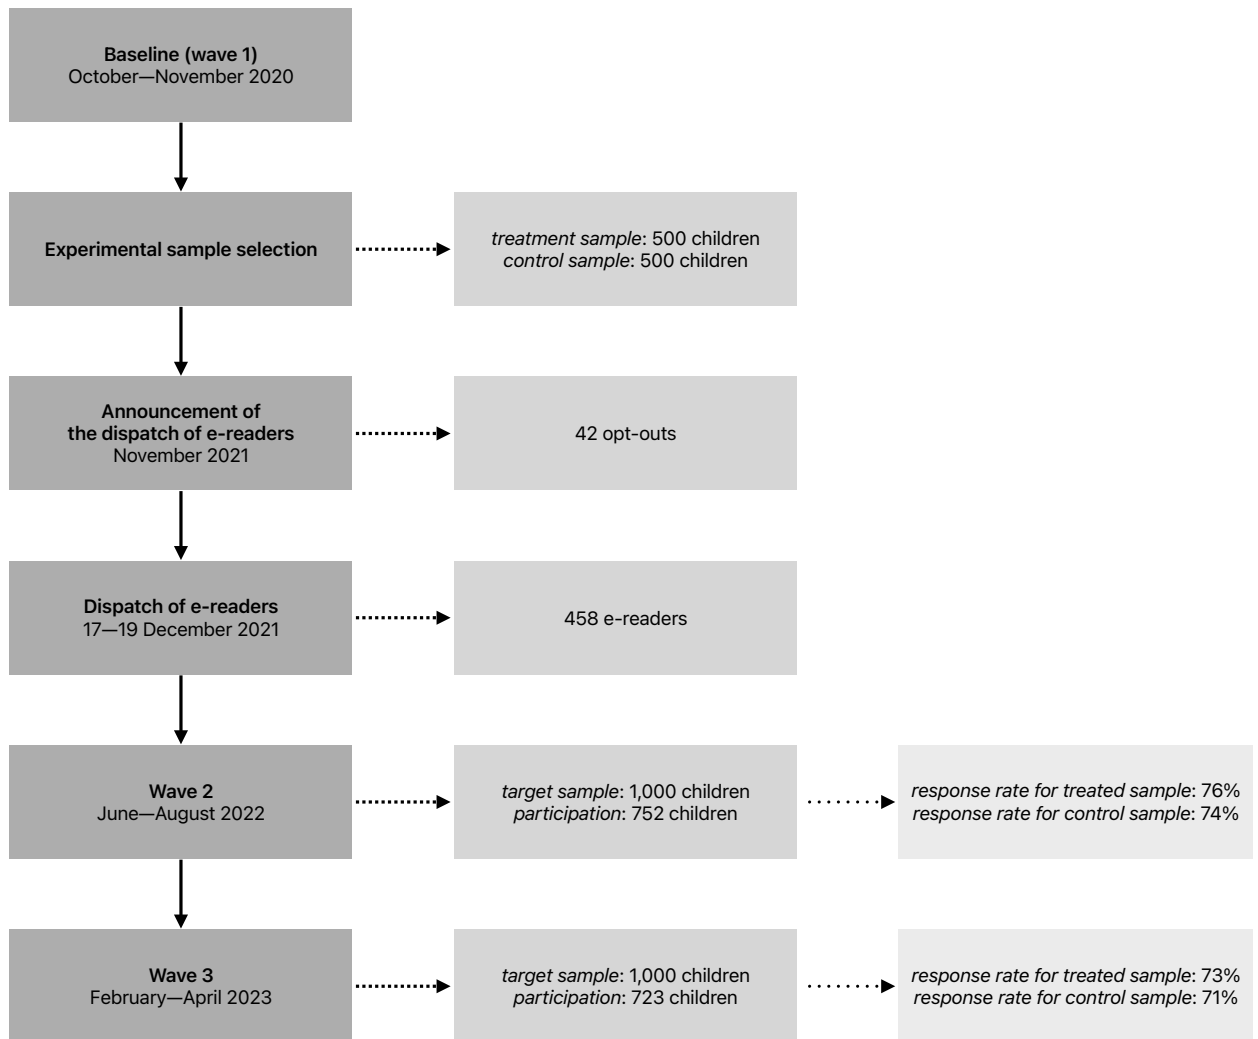 Baseline (wave 1)
October—November 2020
Experimental sample selection
treatment sample: 500 children
control sample: 500 children
Announcement of
the dispatch of e-readers
November 2021
42 opt-outs
Dispatch of e-readers
17—19 December 2021
458 e-readers
Wave 2
June—August 2022
target sample: 1,000 children
participation: 752 children
response rate for treated sample: 76%
response rate for control sample: 74%
Wave 3
February—April 2023
target sample: 1,000 children
participation: 723 children
response rate for treated sample: 73%
response rate for control sample: 71%